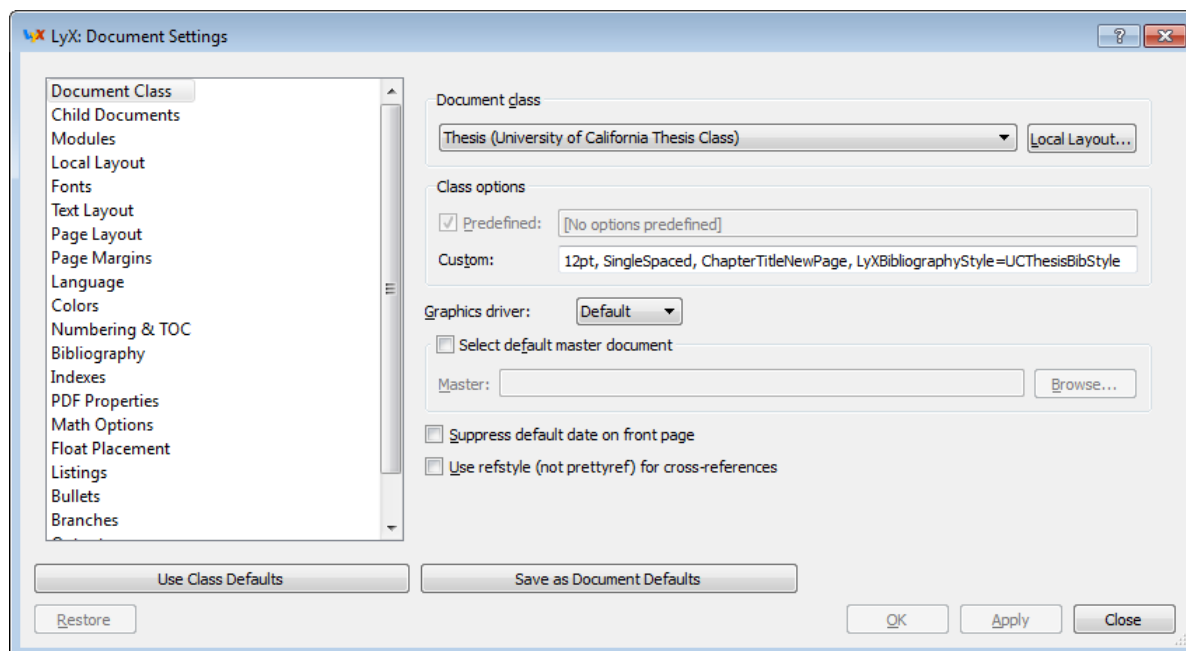 LyX: Document Settings
Document Class
Child Documents
Modules
Local Layout
Fonts
Text Layout
Page Layout
Page Margins
Language
Colors
Numbering & TOC
Bibliography
Indexes
PDF Properties
Math Options
Float Placement
Listings
Bullets
Branches
Document class
Thesis (University of California Thesis Class)
Local Layout...
Class options
Predefined: [No options predefined]
Custom: 12pt, SingleSpaced, ChapterTitleNewPage, LyXBibliographyStyle=UCThesisBibStyle
Graphics driver: Default
Select default master document
Master: Browse...
Suppress default date on front page
Use refstyle (not prettyref) for cross-references
Use Class Defaults Save as Document Defaults
Restore OK Apply Close